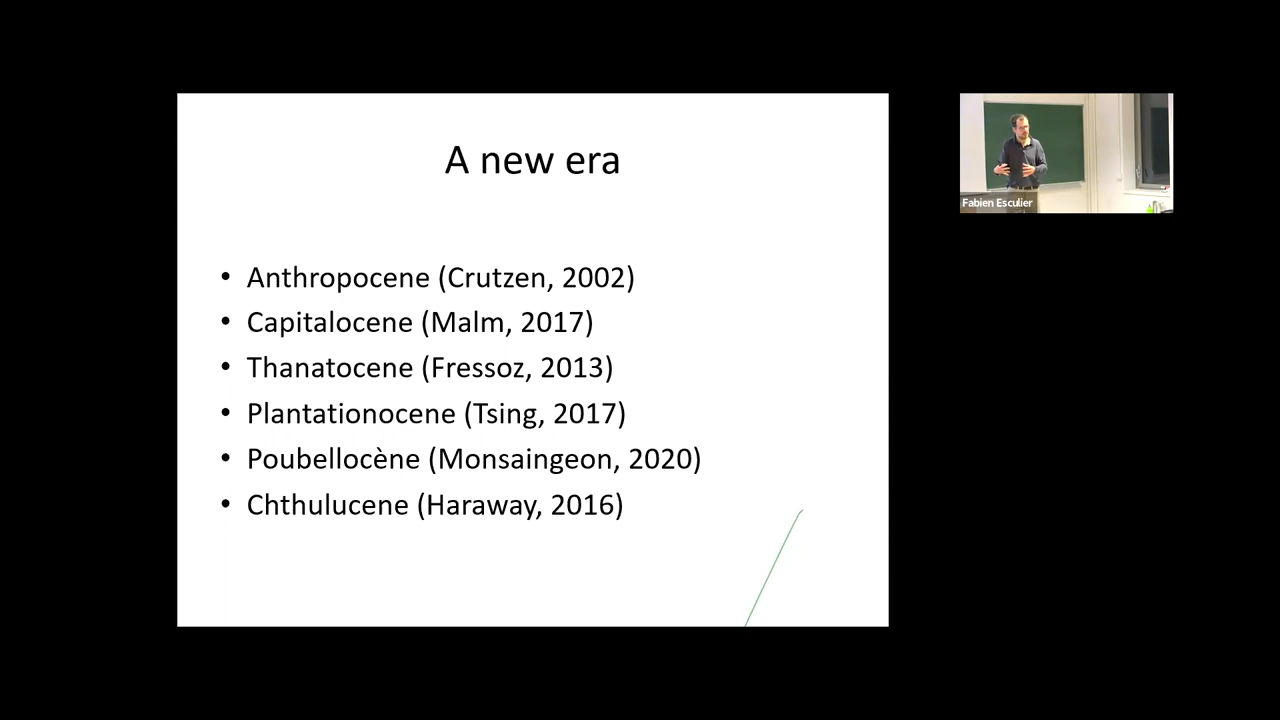 A new era
• Anthropocene (Crutzen, 2002)
• Capitalocene (Malm, 2017)
• Thanatocene (Fressoz, 2013)
• Plantationocene (Tsing, 2017)
• Poubellocène (Monsaingeon, 2020)
• Chthulucene (Haraway, 2016)
Fabien Esculier